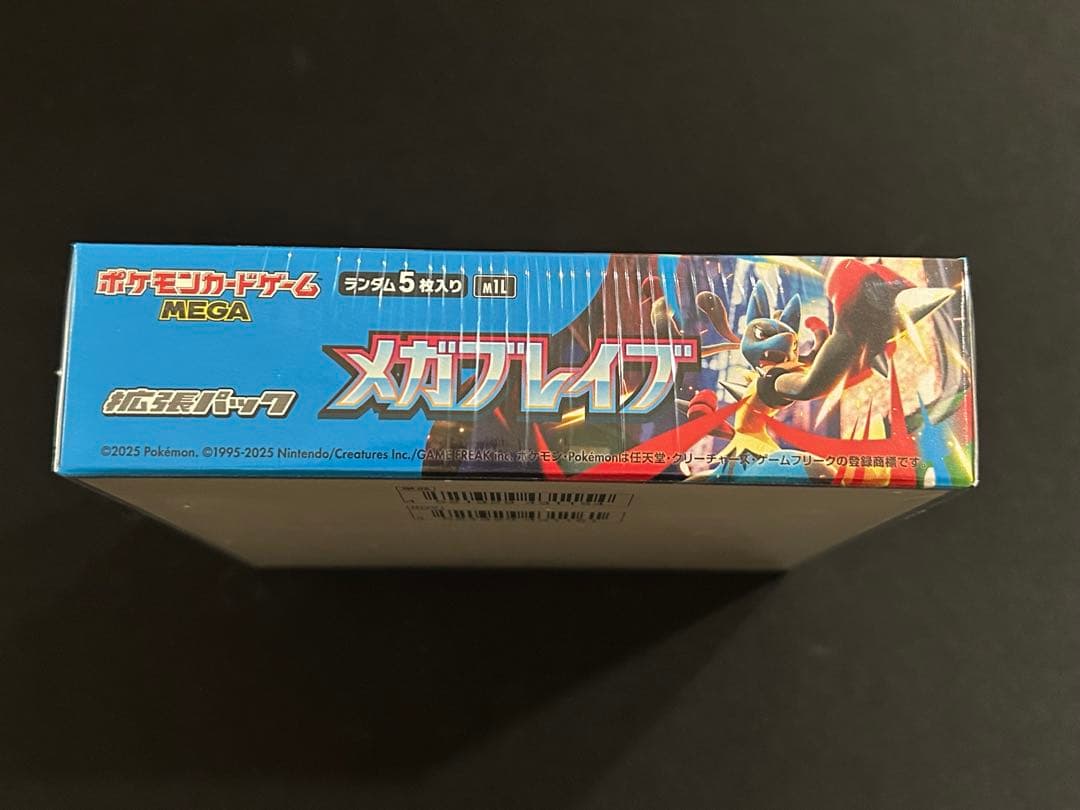 ポケモンカードゲーム
MEGA
ランダム5枚入り M1L
メガブレイブ
拡張パック
©2025 Pokémon. ©1995-2025 Nintendo/Creatures Inc./GAME FREAK inc. ポケモン・Pokémonは任天堂・クリーチャーズ・ゲームフリークの登録商標です。